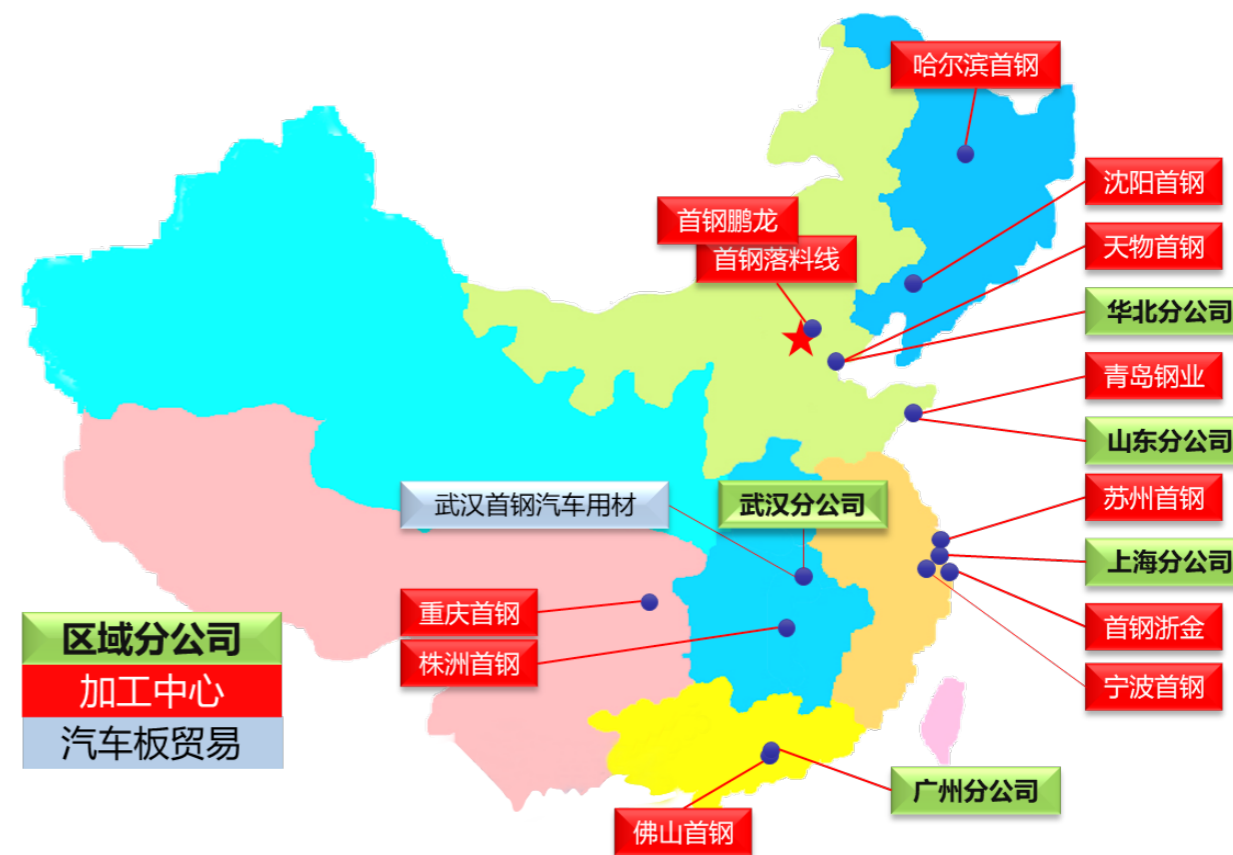 哈尔滨首钢
沈阳首钢
首钢鹏龙
天物首钢
首钢落料线
华北分公司
青岛钢业
山东分公司
苏州首钢
武汉首钢汽车用材
武汉分公司
上海分公司
重庆首钢
首钢浙金
区域分公司
株洲首钢
加工中心
宁波首钢
汽车板贸易
广州分公司
佛山首钢